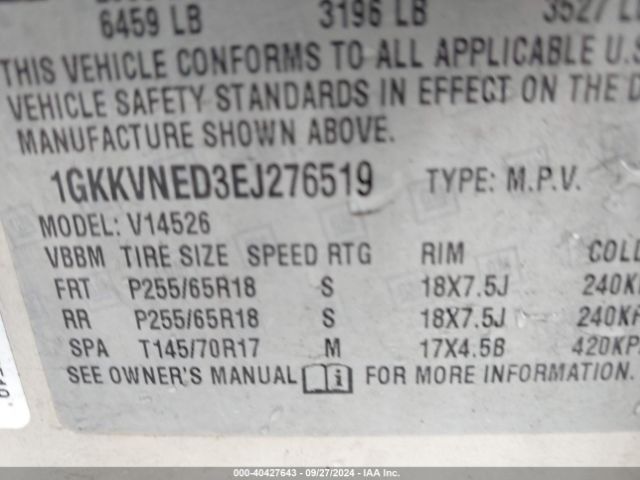 6459 LB 3196 LB 3527 L
THIS VEHICLE CONFORMS TO ALL APPLICABLE U.S
VEHICLE SAFETY STANDARDS IN EFFECT ON THE D
MANUFACTURE SHOWN ABOVE.
1GKKVNED3EJ276519 TYPE: M.P.V.
MODEL: V14526
VBBM TIRE SIZE SPEED RTG RIM COLD
FRT P255/65R18 S 18X7.5J 240KP
RR P255/65R18 S 18X7.5J 240KP
SPA T145/70R17 M 17X4.5B 420KP
SEE OWNER'S MANUAL i FOR MORE INFORMATION.
000-40427643 - 09/27/2024 - IAA Inc.